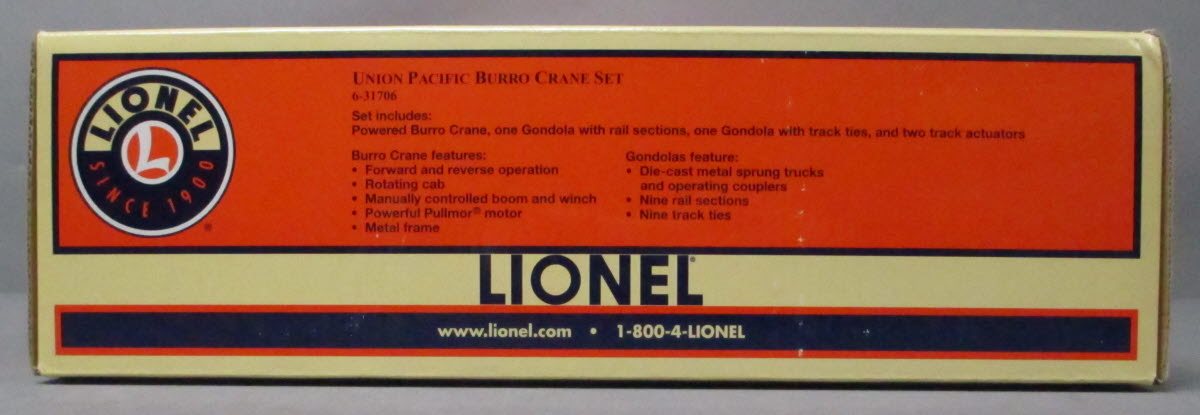 LIONEL
L
SINCE 1900
®
UNION PACIFIC BURRO CRANE SET
6-31706
Set includes:
Powered Burro Crane, one Gondola with rail sections, one Gondola with track ties, and two track actuators
Burro Crane features:
• Forward and reverse operation
• Rotating cab
• Manually controlled boom and winch
• Powerful Pullmor® motor
• Metal frame
Gondolas feature:
• Die-cast metal sprung trucks
and operating couplers
• Nine rail sections
• Nine track ties
LIONEL®
www.lionel.com • 1-800-4-LIONEL